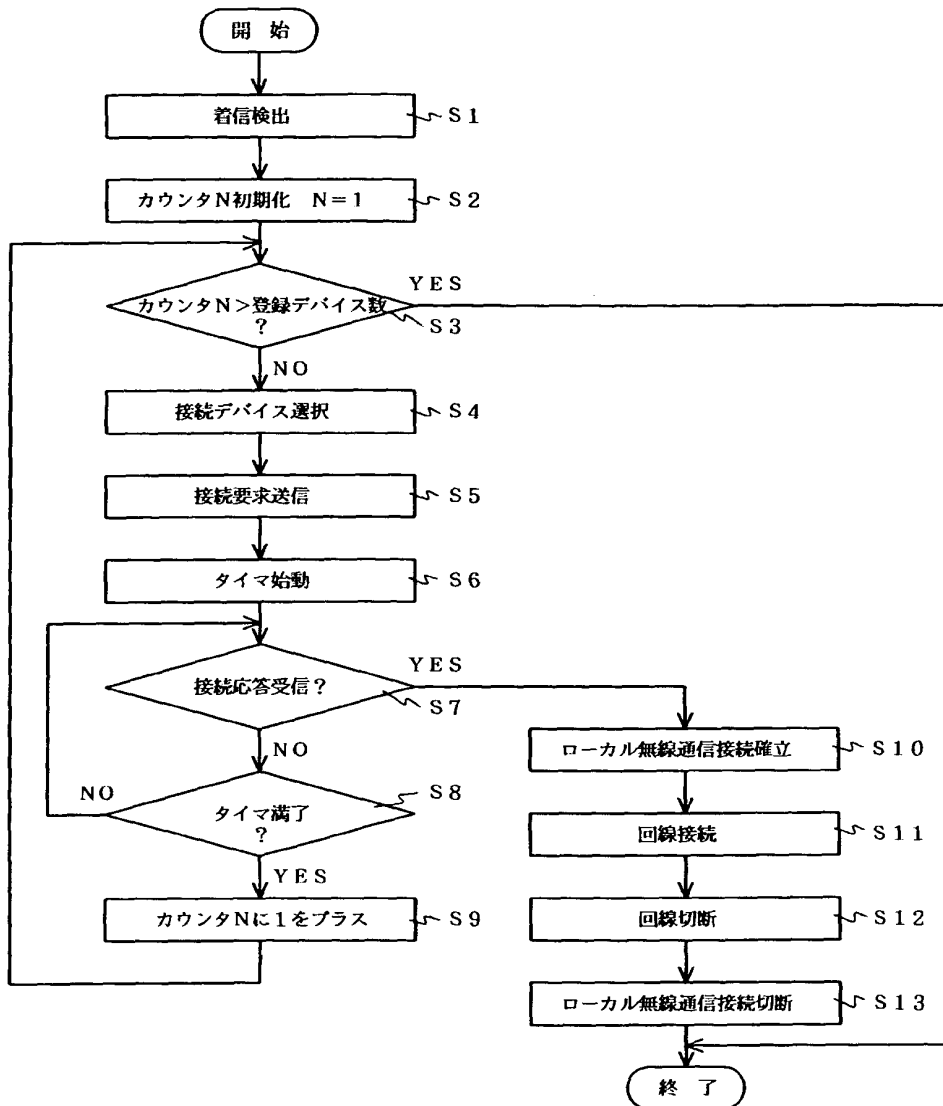 開 始
着信検出
S1
カウンタN初期化 N=1
S2
カウンタN>登録デバイス数
?
YES
S3
NO
接続デバイス選択
S4
接続要求送信
S5
タイマ始動
S6
接続応答受信?
YES
S7
NO
タイマ満了
?
NO
S8
YES
カウンタNに1をプラス
S9
ローカル無線通信接続確立
S10
回線接続
S11
回線切断
S12
ローカル無線通信接続切断
S13
終 了